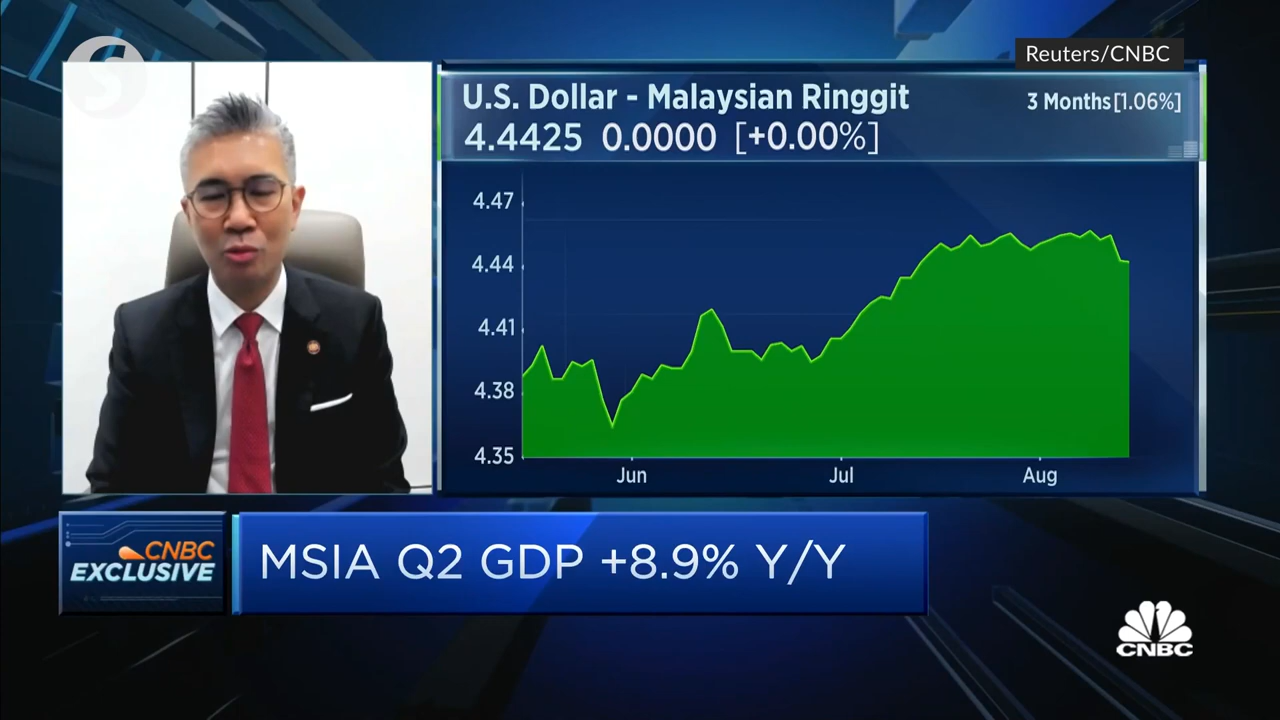 S
Reuters/CNBC
U.S. Dollar - Malaysian Ringgit
3 Months[1.06%]
4.4425 0.0000 [+0.00%]
4.47
4.44
4.41
4.38
4.35
Jun Jul Aug
CNBC
EXCLUSIVE
MSIA Q2 GDP +8.9% Y/Y
CNBC